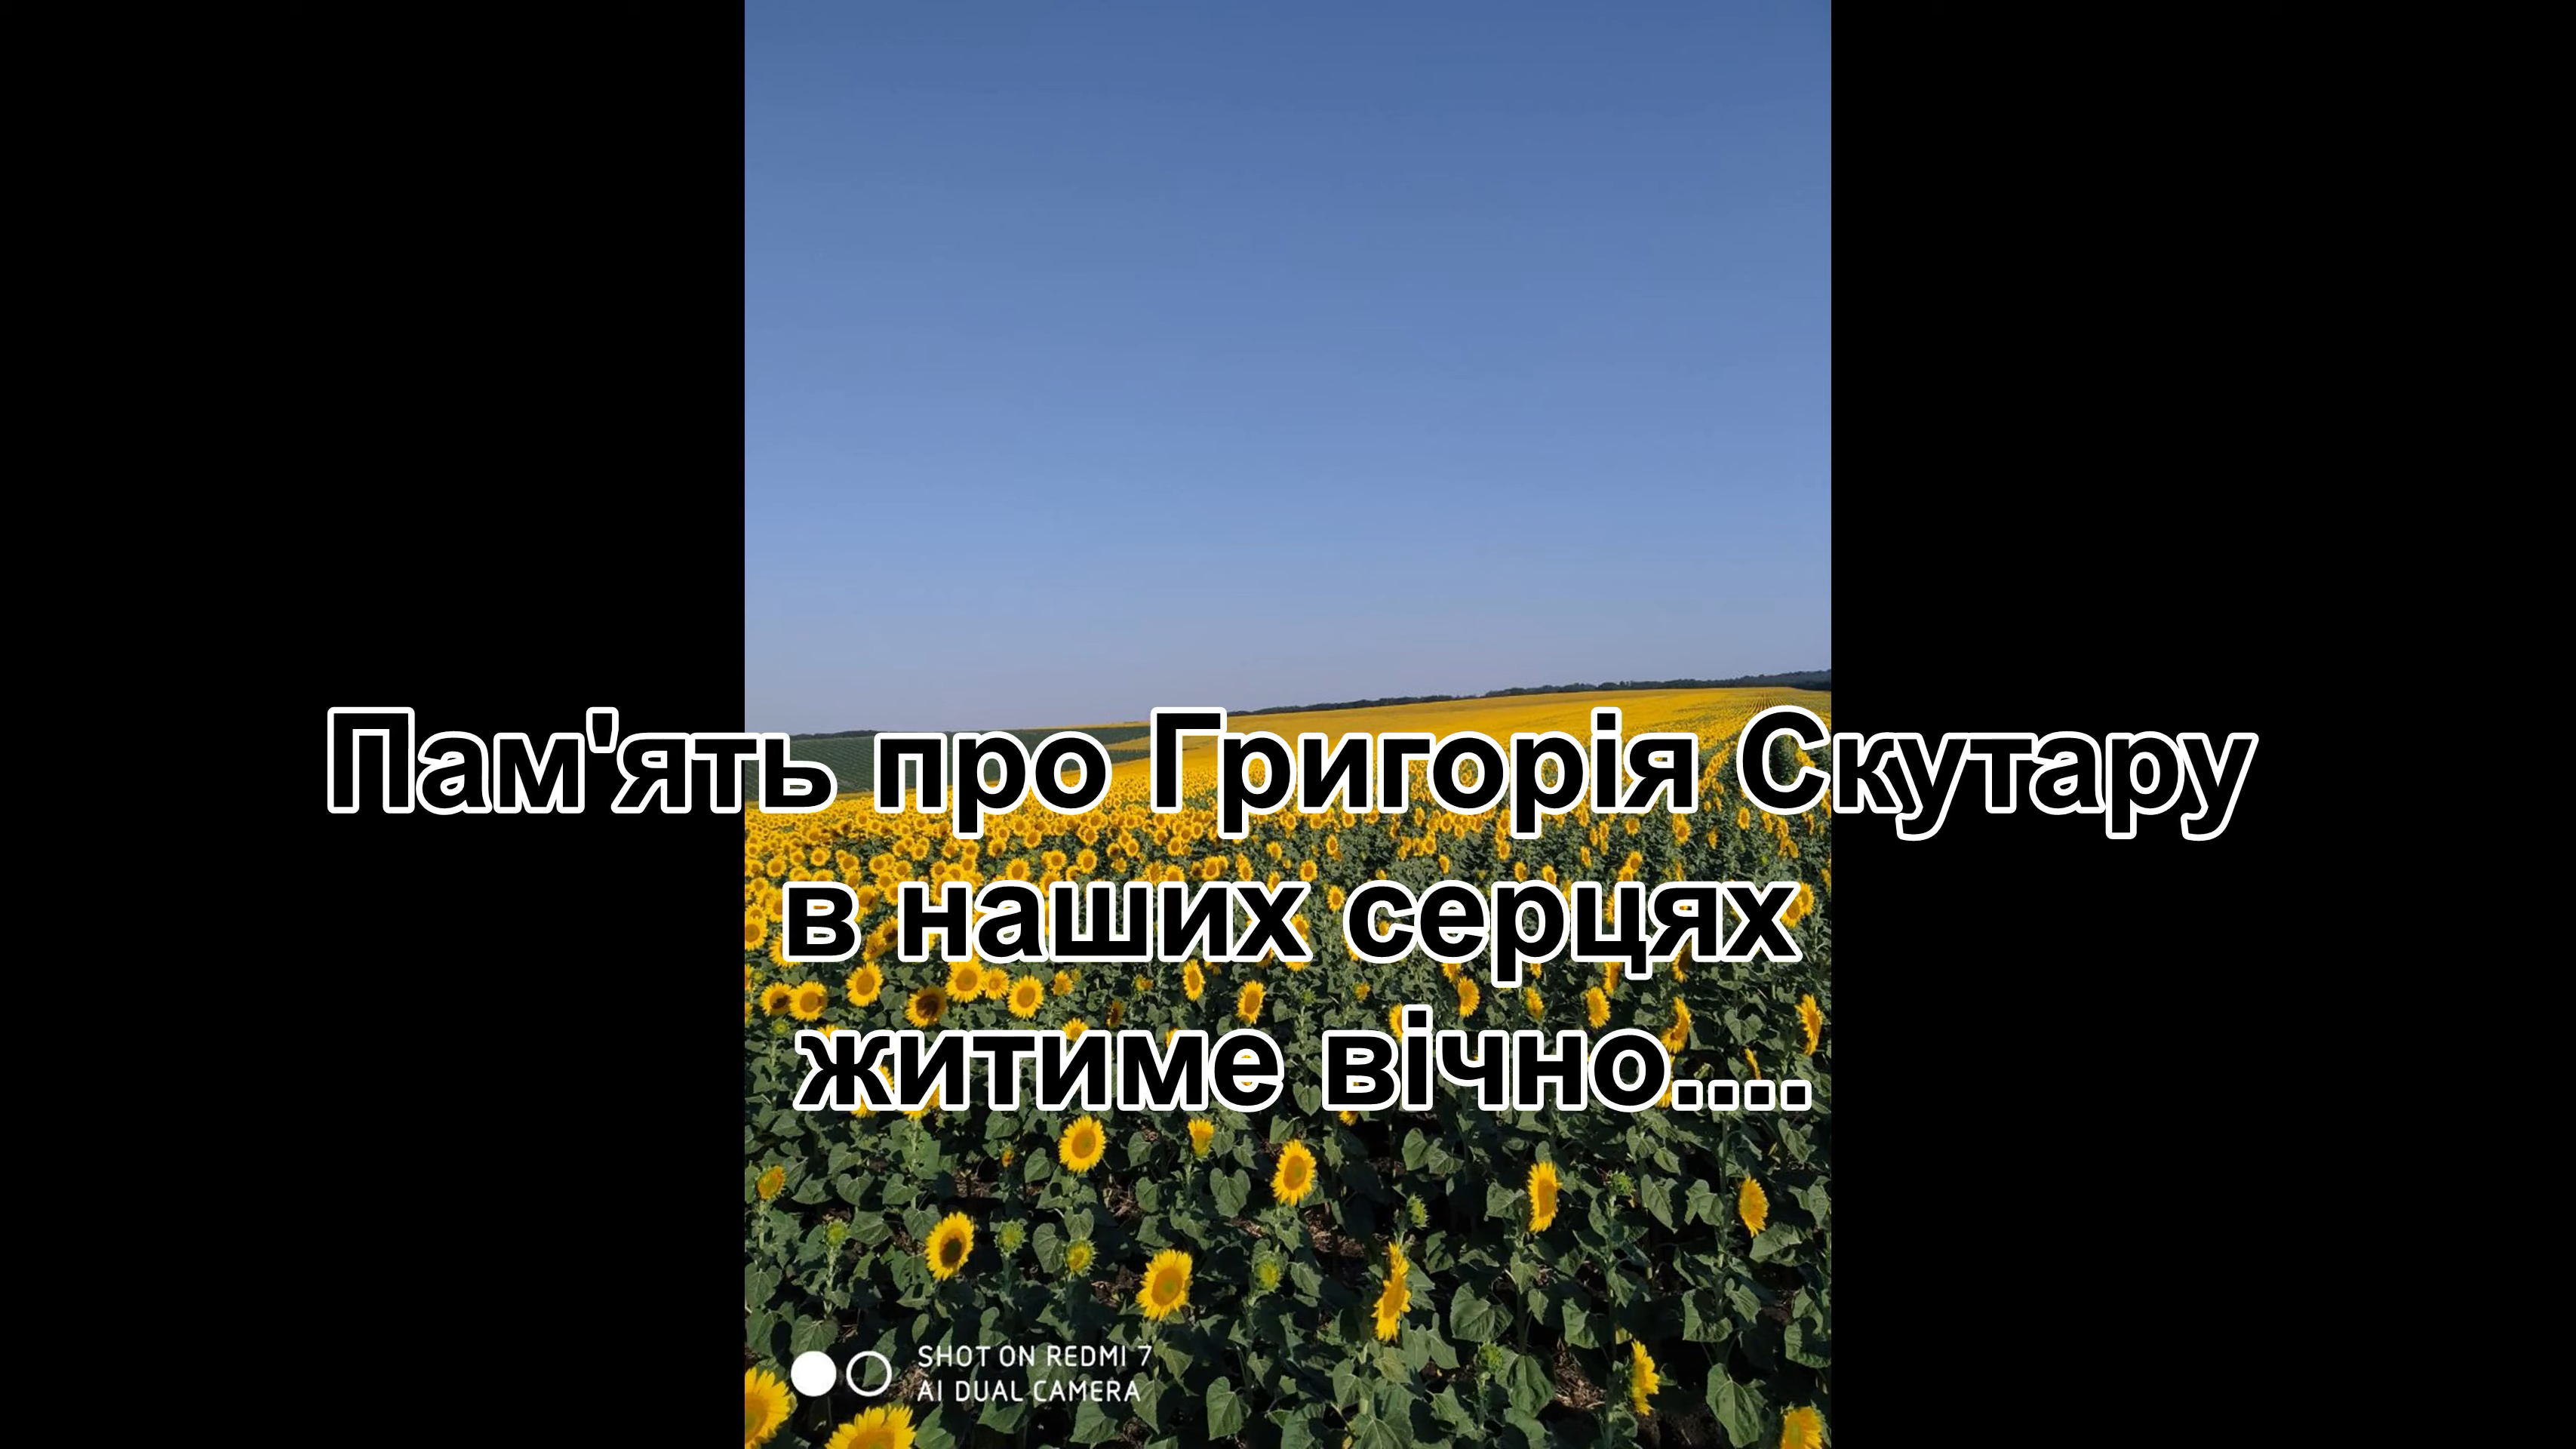 Пам'ять про Григорія Скутару
в наших серцях
житиме вічно....
SHOT ON REDMI 7
AI DUAL CAMERA